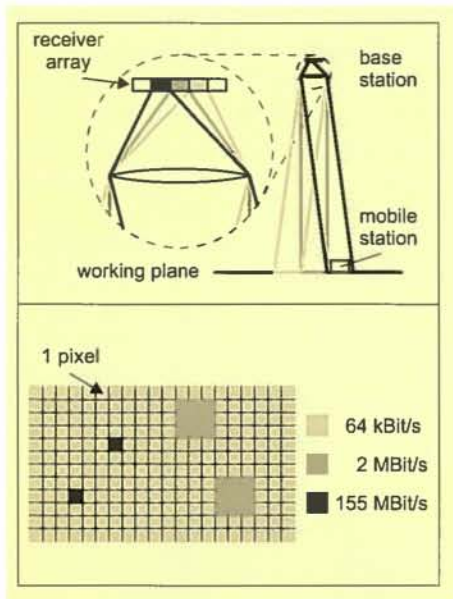 receiver
array
base
station
mobile
station
working plane
1 pixel
64 kBit/s
2 MBit/s
155 MBit/s